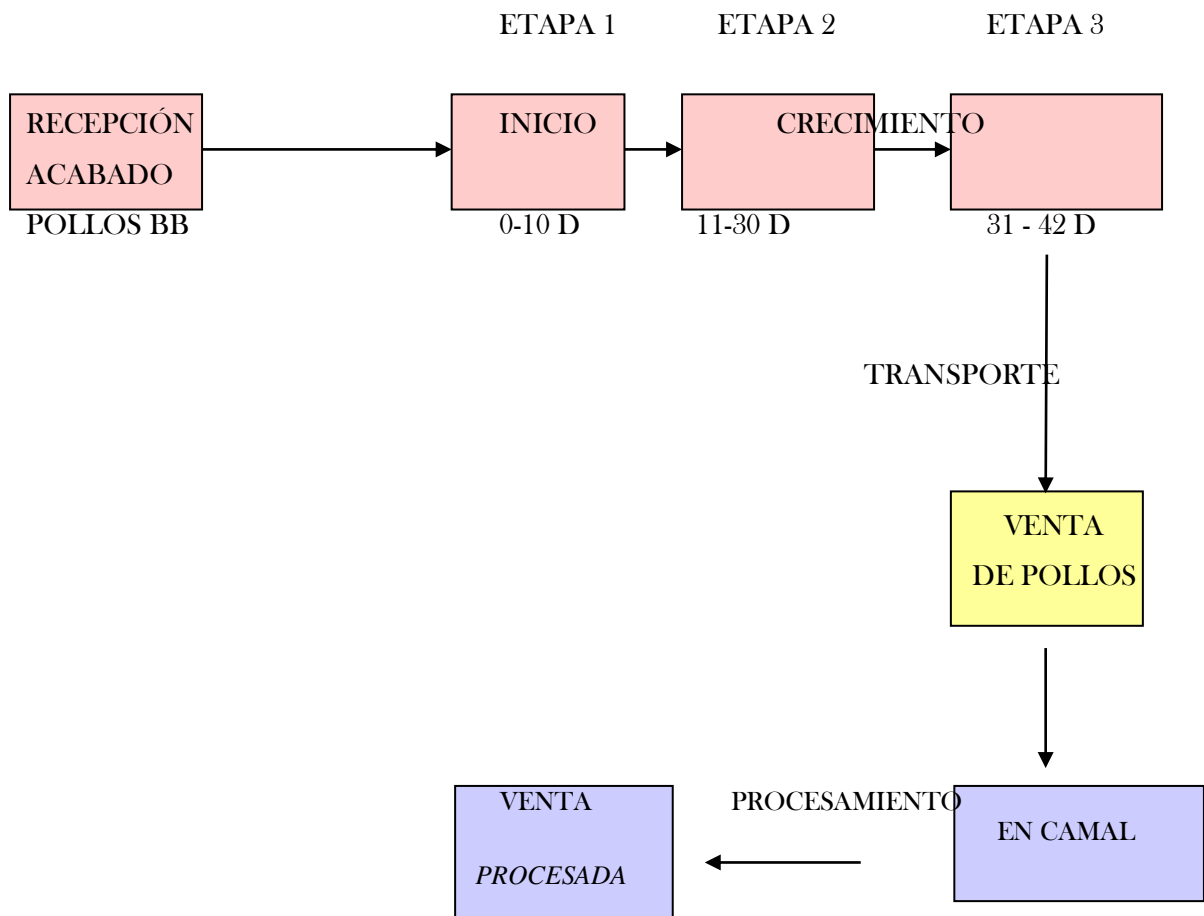 ETAPA 1 ETAPA 2 ETAPA 3
RECEPCIÓN INICIO CRECIMIENTO
ACABADO
POLLOS BB 0-10 D 11-30 D 31 - 42 D
TRANSPORTE
VENTA
DE POLLOS
VENTA PROCESAMIENTO
EN CAMAL
PROCESADA